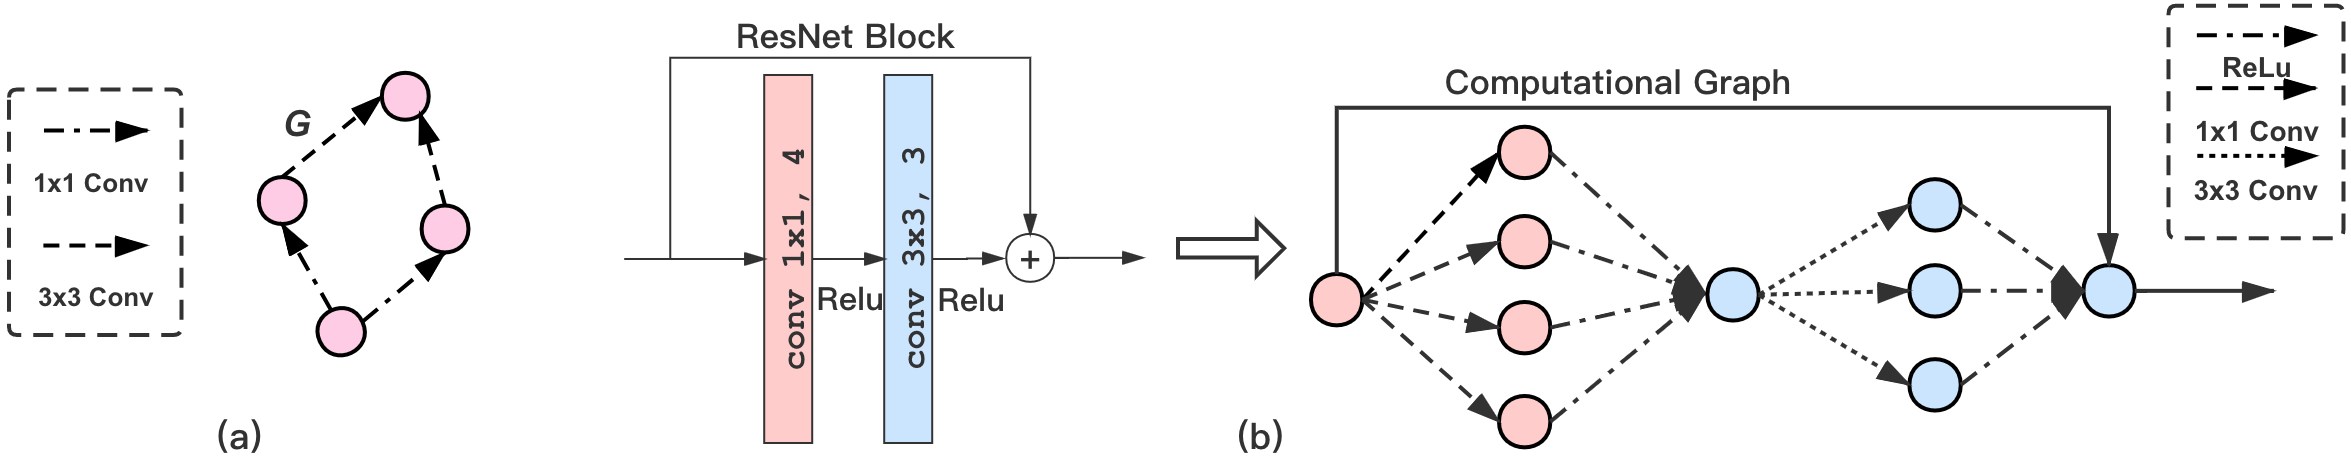 1x1 Conv
3x3 Conv
G
(a)
ResNet Block
conv 1x1, 4
Relu
conv 3x3, 3
Relu
+
(b)
Computational Graph
ReLu
1x1 Conv
3x3 Conv